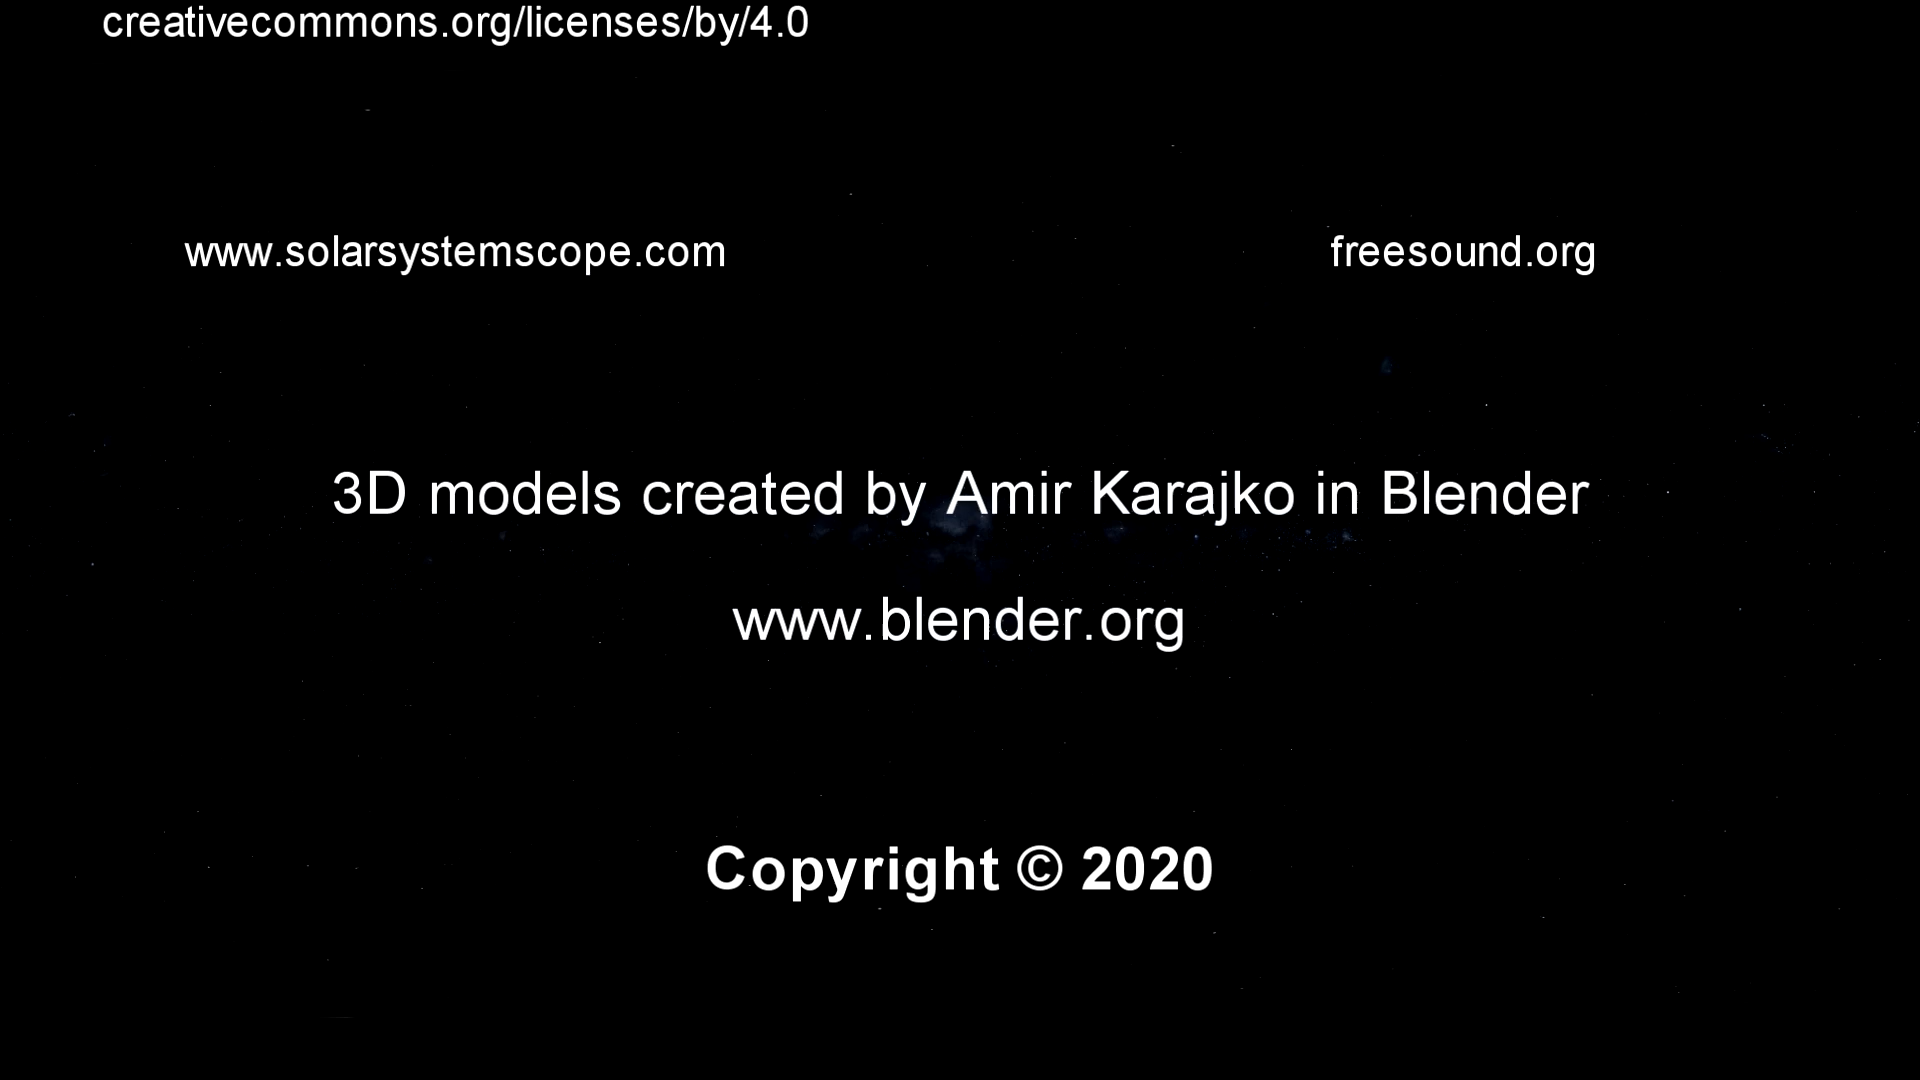 creativecommons.org/licenses/by/4.0
www.solarsystemscope.com
freesound.org
3D models created by Amir Karajko in Blender
www.blender.org
Copyright © 2020